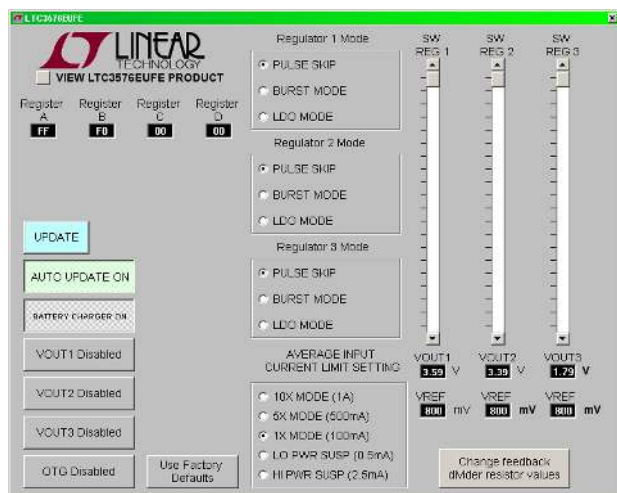 LTC3576EUFE
LINEAR
TECHNOLOGY
VIEW LTC3576EUFE PRODUCT
Register A
Register B
Register C
Register D
FF
F0
00
00
UPDATE
AUTO UPDATE ON
BATTERY CHARGER ON
VOUT1 Disabled
VOUT2 Disabled
VOUT3 Disabled
OTG Disabled
Use Factory
Defaults
Regulator 1 Mode
PULSE SKIP
BURST MODE
LDO MODE
Regulator 2 Mode
PULSE SKIP
BURST MODE
LDO MODE
Regulator 3 Mode
PULSE SKIP
BURST MODE
LDO MODE
AVERAGE INPUT
CURRENT LIMIT SETTING
10X MODE (1A)
5X MODE (500mA)
1X MODE (100mA)
LO PWR SUSP (0.5mA)
HI PWR SUSP (2.5mA)
SW
REG 1
SW
REG 2
SW
REG 3
VOUT1
3.59 V
VOUT2
3.39 V
VOUT3
1.79 V
VREF
800 mV
VREF
800 mV
VREF
800 mV
Change feedback
divider resistor values